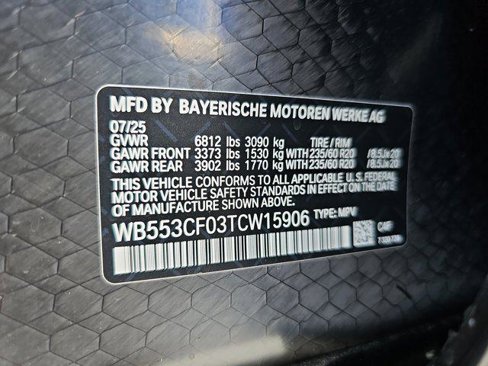 MFD BY BAYERISCHE MOTOREN WERKE AG
07/25
GVWR 6812 lbs 3090 kg TIRE / RIM
GAWR FRONT 3373 lbs 1530 kg WITH 235/60 R20 /8.5Jx20
GAWR REAR 3902 lbs 1770 kg WITH 235/60 R20 /8.5Jx20
THIS VEHICLE CONFORMS TO ALL APPLICABLE U.S. FEDERAL
MOTOR VEHICLE SAFETY STANDARDS IN EFFECT ON THE
DATE OF MANUFACTURE SHOWN ABOVE.
WB553CF03TCW15906 TYPE: MPV